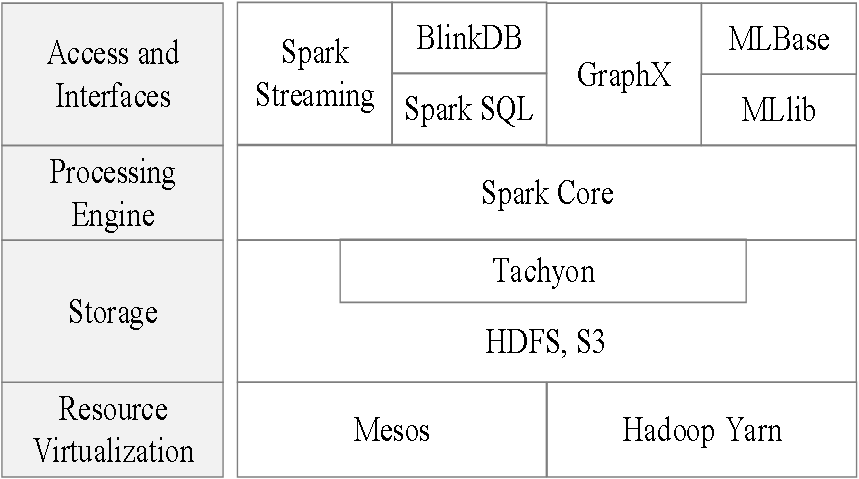 Access and
Interfaces
Spark
Streaming
BlinkDB
Spark SQL
GraphX
MLBase
MLlib
Processing
Engine
Spark Core
Storage
Tachyon
HDFS, S3
Resource
Virtualization
Mesos
Hadoop Yarn